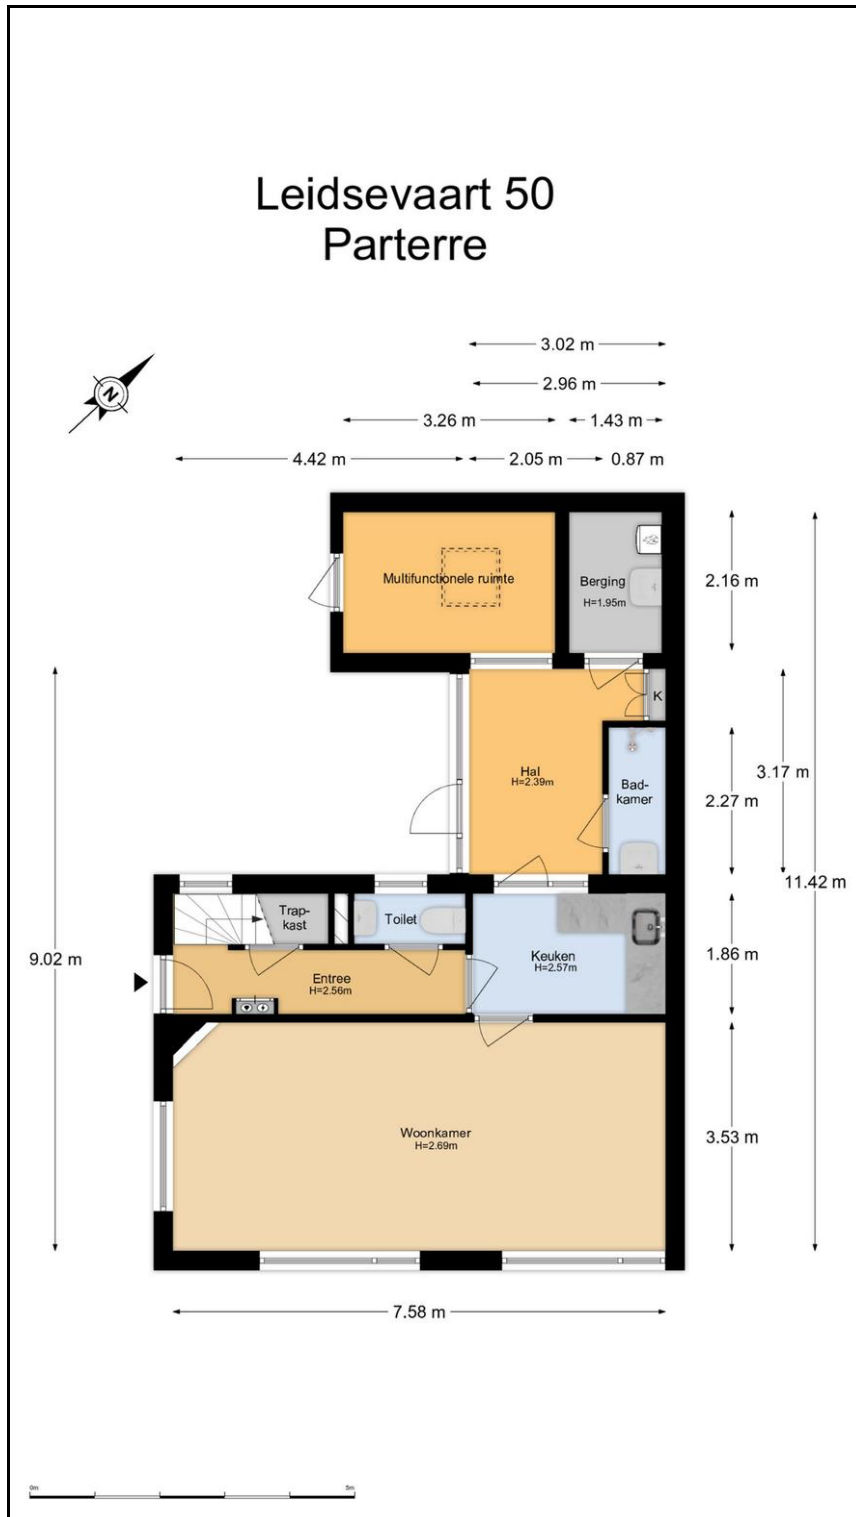 Leidsevaart 50
Parterre
3.02 m
2.96 m
3.26 m
1.43 m
4.42 m
2.05 m
0.87 m
N
Multifunctionele ruimte
Berging
H=1.95m
2.16 m
K
Hal
H=2.39m
Bad-
kamer
3.17 m
2.27 m
11.42 m
Trap-
kast
Toilet
Keuken
H=2.57m
1.86 m
9.02 m
Entree
H=2.56m
Woonkamer
H=2.69m
3.53 m
7.58 m
0m
5m